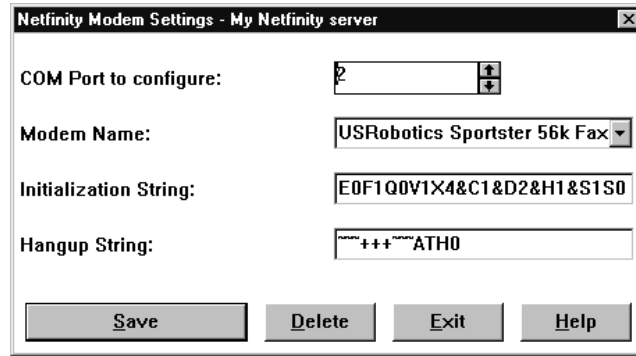 Netfinity Modem Settings - My Netfinity server
COM Port to configure: 2
Modem Name: USRobotics Sportster 56k Fax
Initialization String: E0F1Q0V1X4&C1&D2&H1&S1S0
Hangup String: ~~~+++~~~ATH0
Save Delete Exit Help